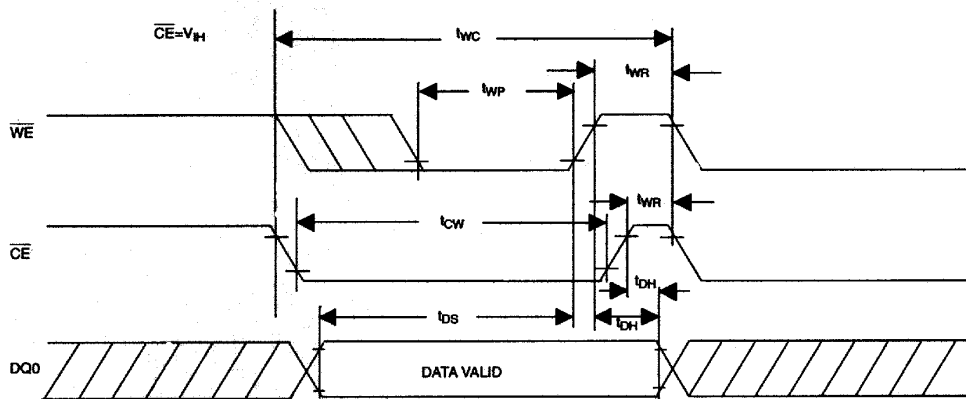 CE=VIH
tWC
tWR
tWP
WE
tWR
tCW
CE
tDH
tDS
tDH
DQ0
DATA VALID